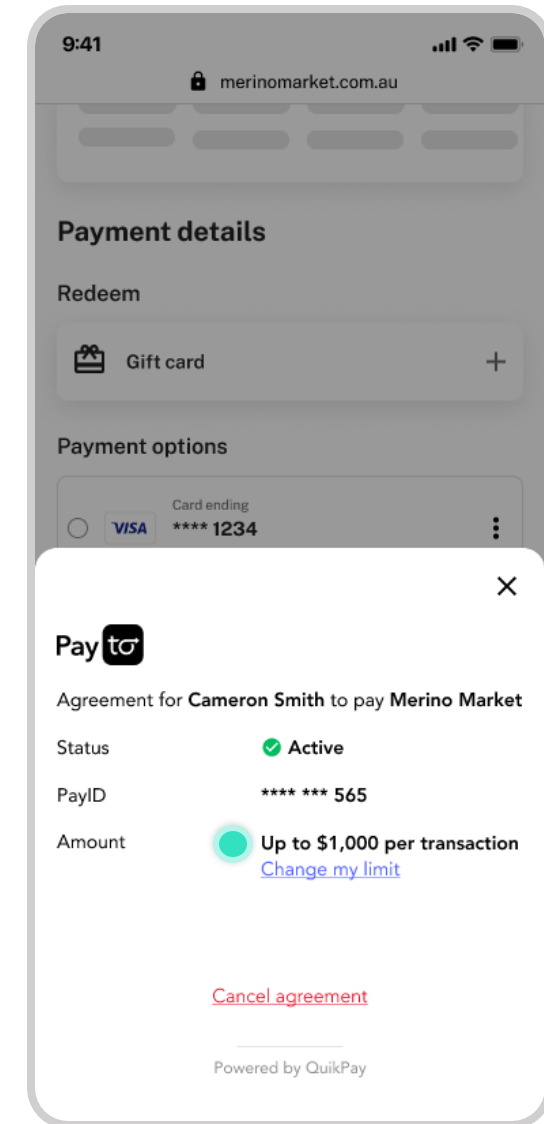 9:41
merinomarket.com.au
Payment details
Redeem
Gift card
Payment options
Card ending
VISA **** 1234
Pay to
Agreement for Cameron Smith to pay Merino Market
Status Active
PayID **** *** 565
Amount Up to $1,000 per transaction
Change my limit
Cancel agreement
Powered by QuikPay